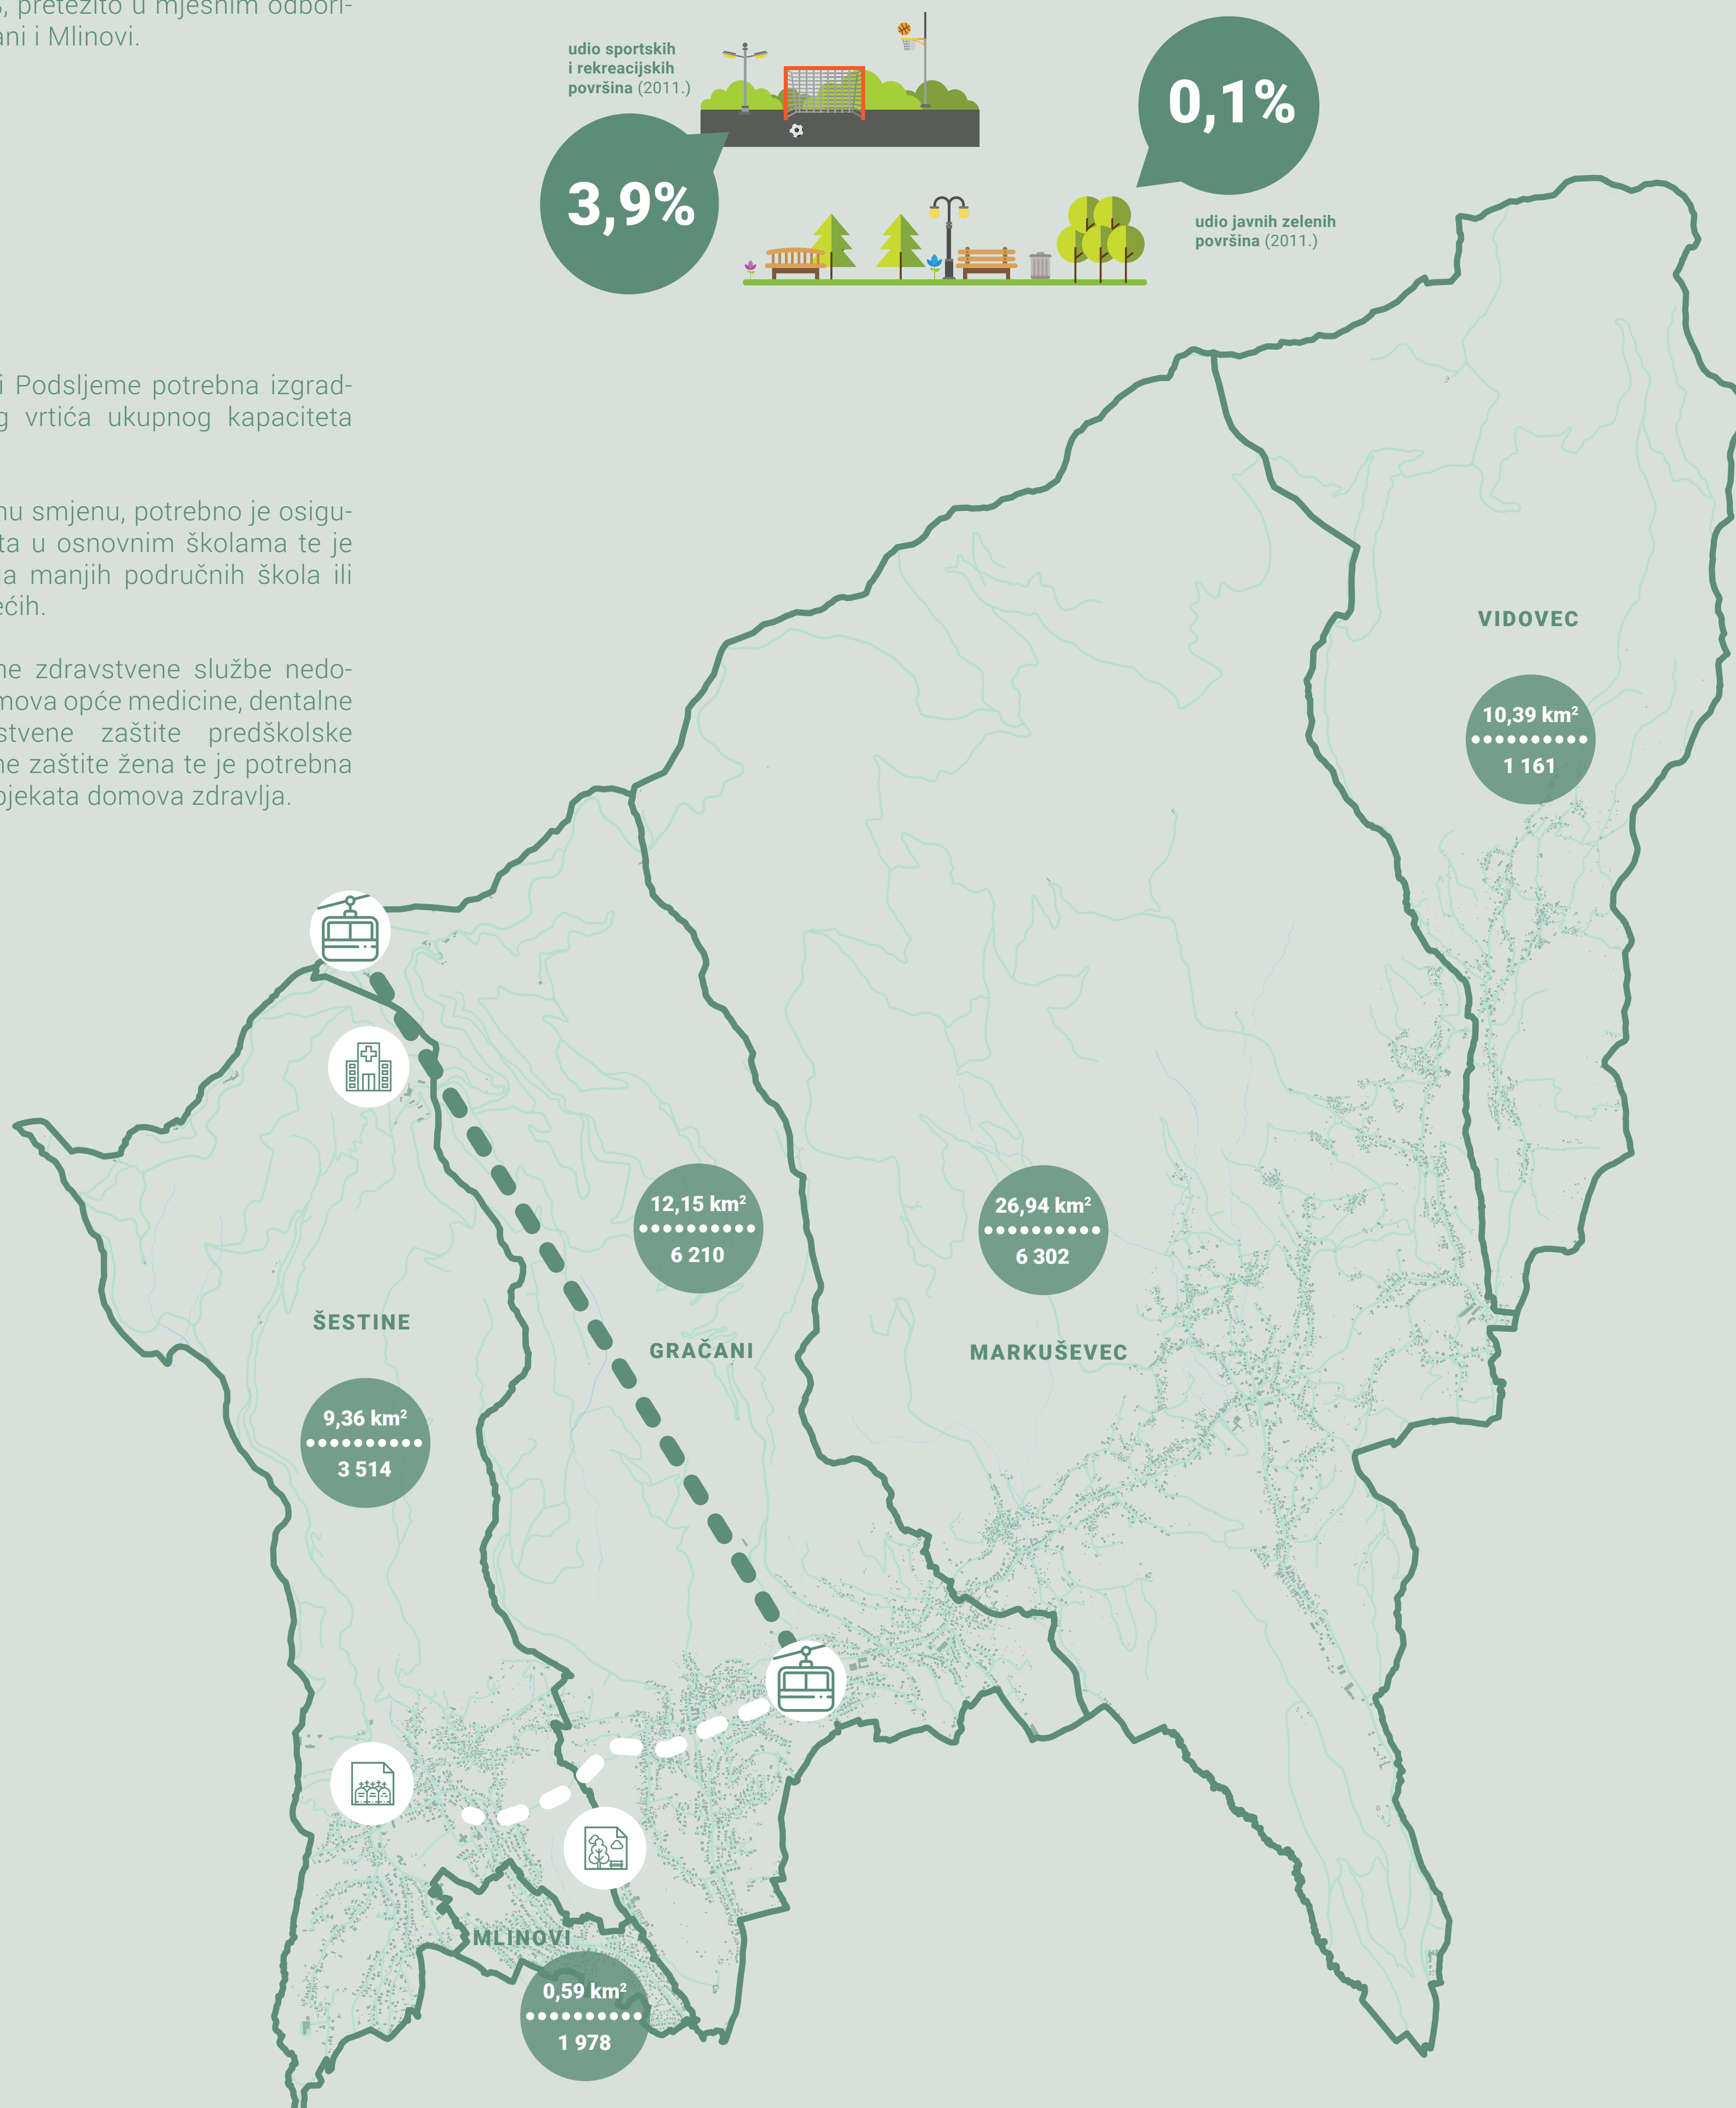 pretežito u mjesnim odbori-
ani i Mlinovi.
udio sportskih
i rekreacijskih
površina (2011.)
3,9%
0,1%
udio javnih zelenih
površina (2011.)
i Podsljeme potrebna izgrad-
g vrtića ukupnog kapaciteta
nu smjenu, potrebno je osigu-
ta u osnovnim školama te je
a manjih područnih škola ili
ećih.
ne zdravstvene službe nedo-
mova opće medicine, dentalne
stvene zaštite predškolske
ne zaštite žena te je potrebna
bjekata domova zdravlja.
VIDOVEC
10,39 km²
1 161
12,15 km²
6 210
GRAČANI
26,94 km²
6 302
MARKUŠEVEC
ŠESTINE
9,36 km²
3 514
MLINOVI
0,59 km²
1 978